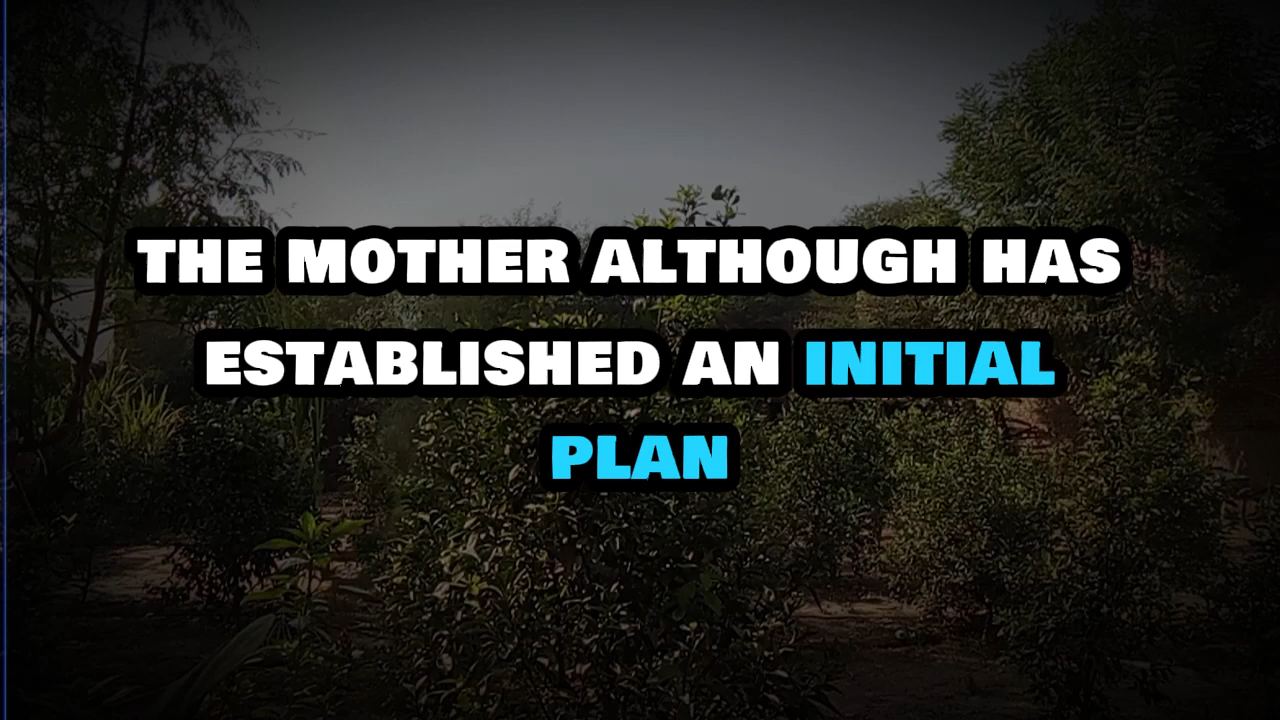 THE MOTHER ALTHOUGH HAS
ESTABLISHED AN INITIAL
PLAN